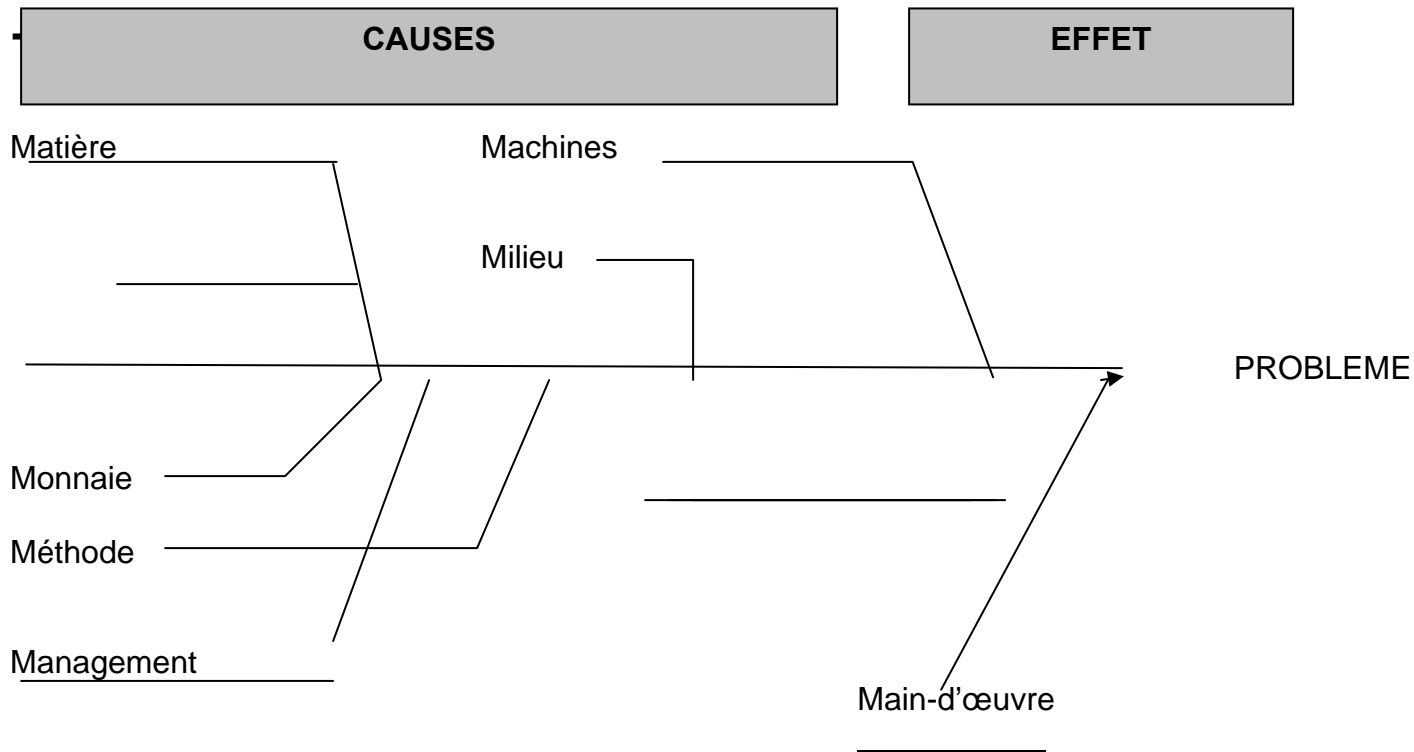 CAUSES
EFFET
Matière
Machines
Milieu
PROBLEME
Monnaie
Méthode
Management
Main-d'œuvre